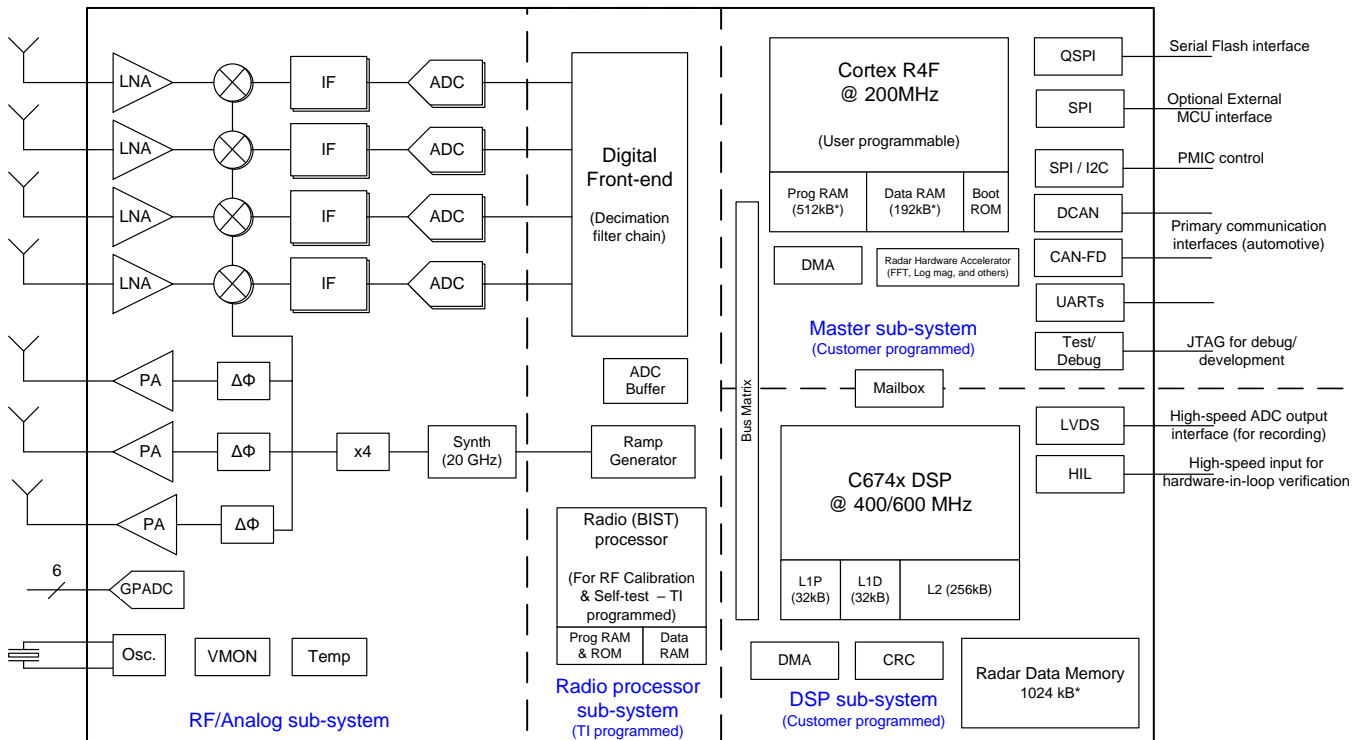 LNA
IF
ADC
LNA
IF
ADC
LNA
IF
ADC
LNA
IF
ADC
PA
ΔΦ
PA
ΔΦ
x4
Synth
(20 GHz)
PA
ΔΦ
6
GPADC
Osc.
VMON
Temp
RF/Analog sub-system
Digital
Front-end
(Decimation
filter chain)
ADC
Buffer
Ramp
Generator
Radio (BIST)
processor
(For RF Calibration
& Self-test – TI
programmed)
Prog RAM
& ROM
Data
RAM
Radio processor
sub-system
(TI programmed)
Cortex R4F
@ 200MHz
(User programmable)
Prog RAM
(512kB*)
Data RAM
(192kB*)
Boot
ROM
DMA
Radar Hardware Accelerator
(FFT, Log mag, and others)
Master sub-system
(Customer programmed)
Bus Matrix
Mailbox
C674x DSP
@ 400/600 MHz
L1P
(32kB)
L1D
(32kB)
L2 (256kB)
DMA
CRC
DSP sub-system
(Customer programmed)
Radar Data Memory
1024 kB*
QSPI
Serial Flash interface
SPI
Optional External
MCU interface
SPI / I2C
PMIC control
DCAN
CAN-FD
Primary communication
interfaces (automotive)
UARTs
Test/
Debug
JTAG for debug/
development
LVDS
High-speed ADC output
interface (for recording)
HIL
High-speed input for
hardware-in-loop verification